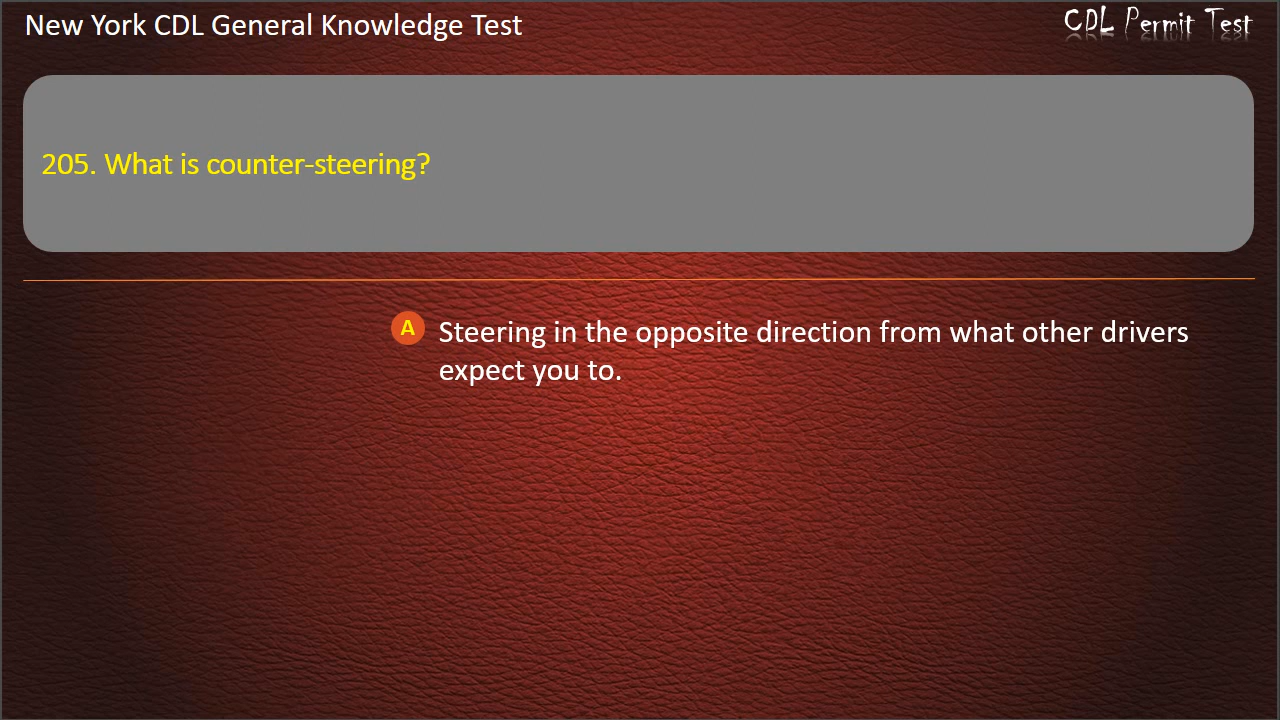 New York CDL General Knowledge Test
CDL Permit Test
205. What is counter-steering?
A Steering in the opposite direction from what other drivers
expect you to.